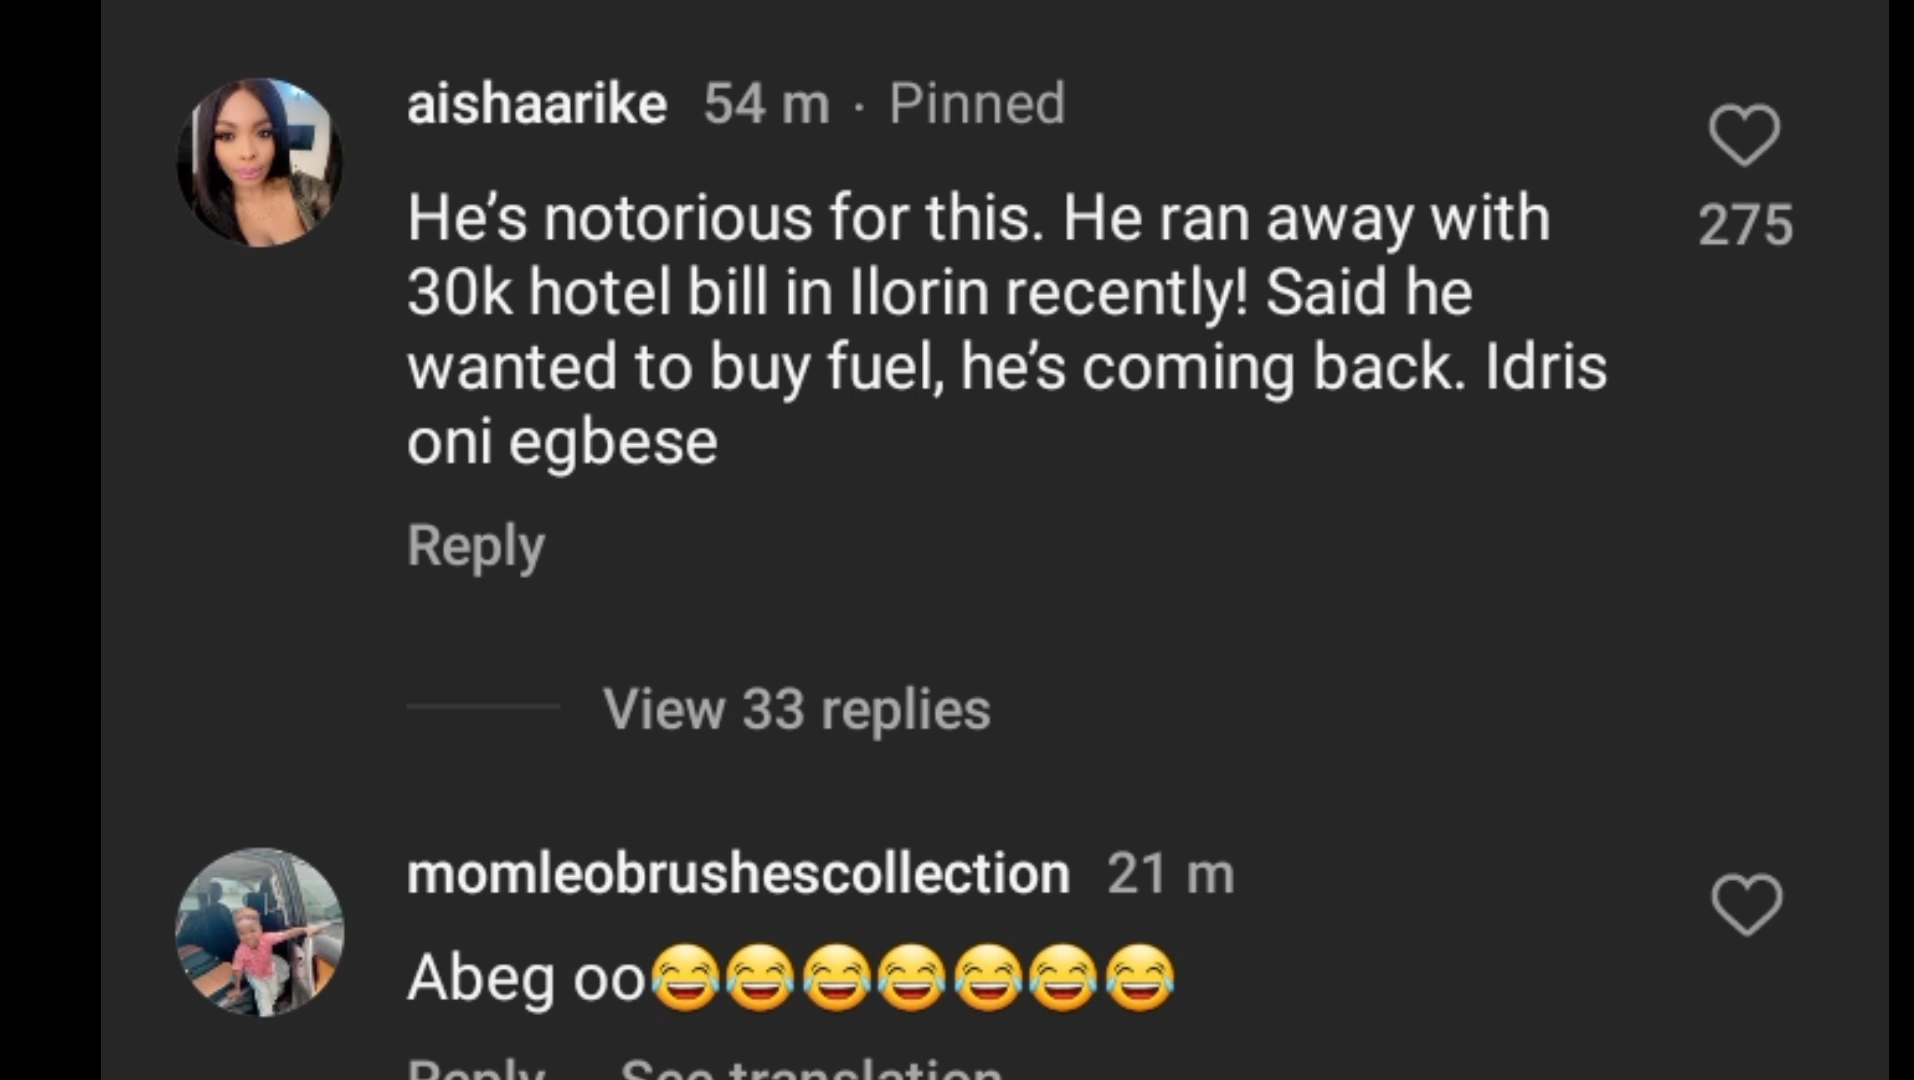 aishaarike 54 m · Pinned
He’s notorious for this. He ran away with
275
30k hotel bill in Ilorin recently! Said he
wanted to buy fuel, he’s coming back. Idris
oni egbese
Reply
View 33 replies
momleobrushescollection 21 m
Abeg oo😂😂😂😂😂😂😂
Reply See translation